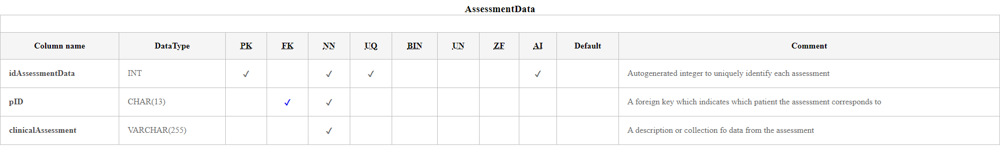 AssessmentData
Column name DataType PK FK NN UQ BIN UN ZF AI Default Comment
idAssessmentData INT ✓ ✓ ✓ ✓ Autogenerated integer to uniquely identify each assessment
pID CHAR(13) ✓ ✓ A foreign key which indicates which patient the assessment corresponds to
clinicalAssessment VARCHAR(255) ✓ A description or collection fo data from the assessment